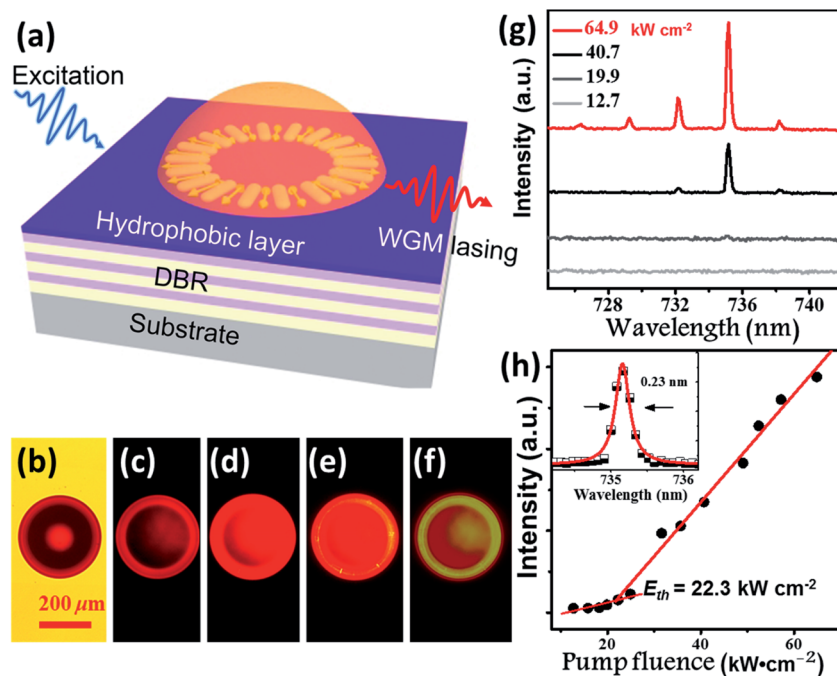 (a)
Excitation
Hydrophobic layer
WGM lasing
DBR
Substrate
(b)
(c)
(d)
(e)
(f)
200 μm
(g)
64.9 kW cm-2
40.7
19.9
12.7
Intensity (a.u.)
728 732 736 740
Wavelength (nm)
(h)
0.23 nm
735 736
Wavelength (nm)
Eth = 22.3 kW cm-2
Intensity (a.u.)
20 40 60
Pump fluence (kW•cm−2)